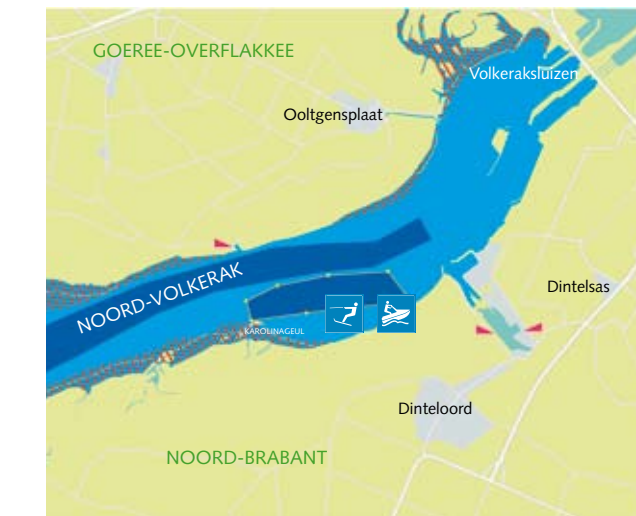 GOEREE-OVERFLAKKEE
Volkeraksluizen
Ooltgensplaat
NOORD-VOLKERAK
Dintelsas
KAROLINAGEUL
Dinteloord
NOORD-BRABANT